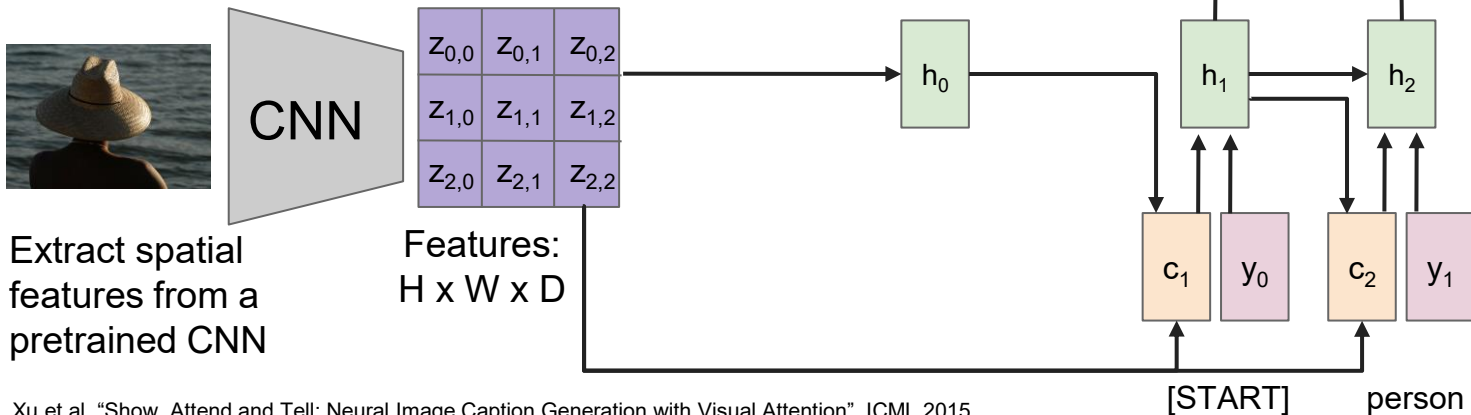 CNN
z0,0 z0,1 z0,2
z1,0 z1,1 z1,2
z2,0 z2,1 z2,2
h0
h1
h2
Extract spatial
features from a
pretrained CNN
Features:
H x W x D
c1
y0
c2
y1
[START]
person
Xu et al, "Show, Attend and Tell: Neural Image Caption Generation with Visual Attention", ICML 2015